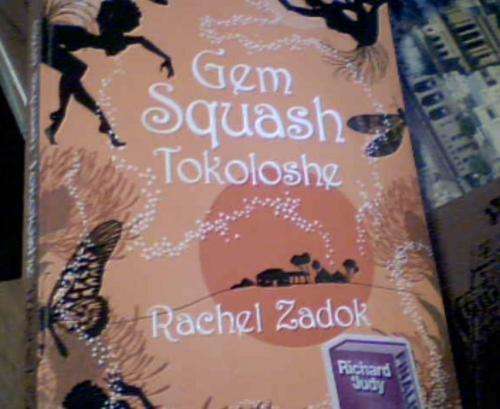 Gem
Squash
Tokoloshe
Rachel Zadok
Richard
Judy